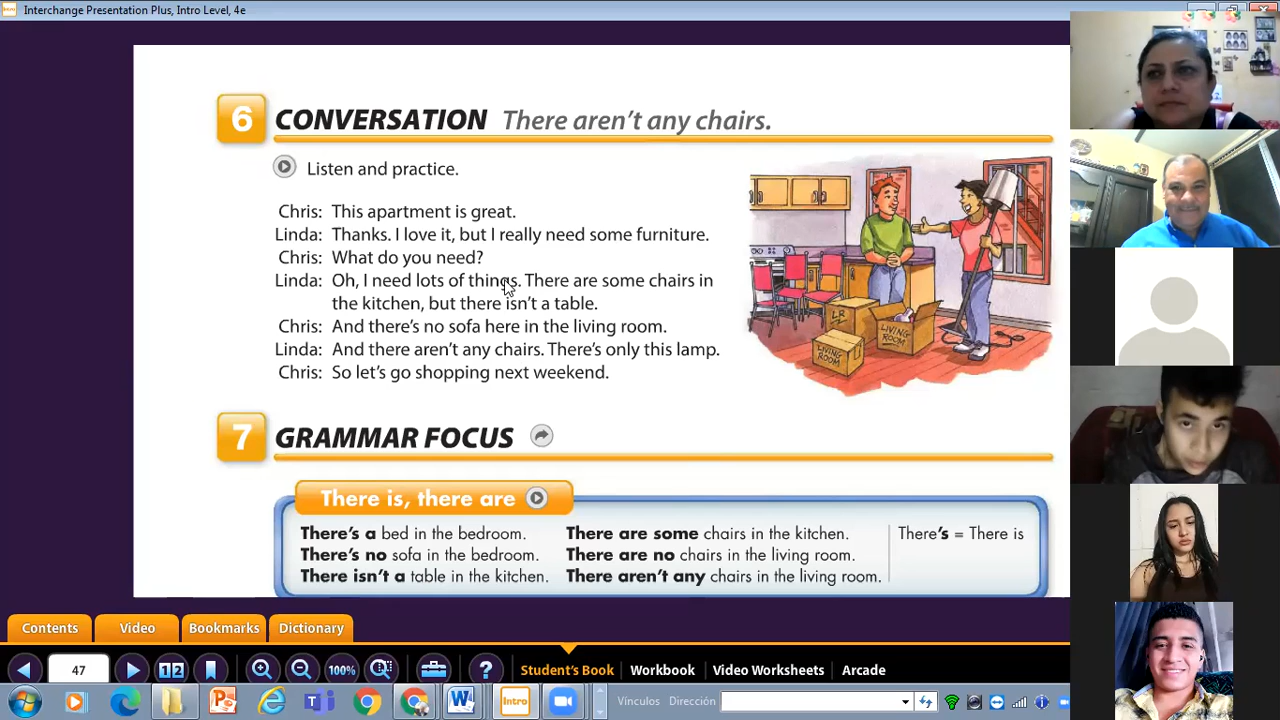 Interchange Presentation Plus, Intro Level, 4e
6 CONVERSATION There aren't any chairs.
Listen and practice.
Chris: This apartment is great.
Linda: Thanks. I love it, but I really need some furniture.
Chris: What do you need?
Linda: Oh, I need lots of things. There are some chairs in
the kitchen, but there isn't a table.
Chris: And there's no sofa here in the living room.
Linda: And there aren't any chairs. There's only this lamp.
Chris: So let's go shopping next weekend.
LR
LIVING ROOM
LIVING ROOM
7 GRAMMAR FOCUS
There is, there are
There's a bed in the bedroom. There are some chairs in the kitchen. There's = There is
There's no sofa in the bedroom. There are no chairs in the living room.
There isn't a table in the kitchen. There aren't any chairs in the living room.
Contents Video Bookmarks Dictionary
47 12 100% ? Student's Book Workbook Video Worksheets Arcade
Intro Vínculos Dirección